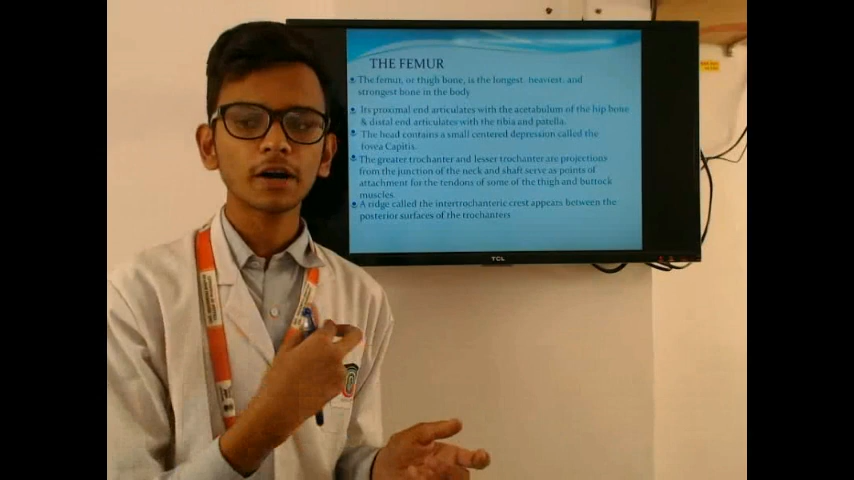 THE FEMUR
The femur, or thigh bone, is the longest, heaviest, and
strongest bone in the body
Its proximal end articulates with the acetabulum of the hip bone
& distal end articulates with the tibia and patella.
The head contains a small centered depression called the
fovea Capitis.
The greater trochanter and lesser trochanter are projections
from the junction of the neck and shaft serve as points of
attachment for the tendons of some of the thigh and buttock
muscles.
A ridge called the intertrochanteric crest appears between the
posterior surfaces of the trochanters
TCL